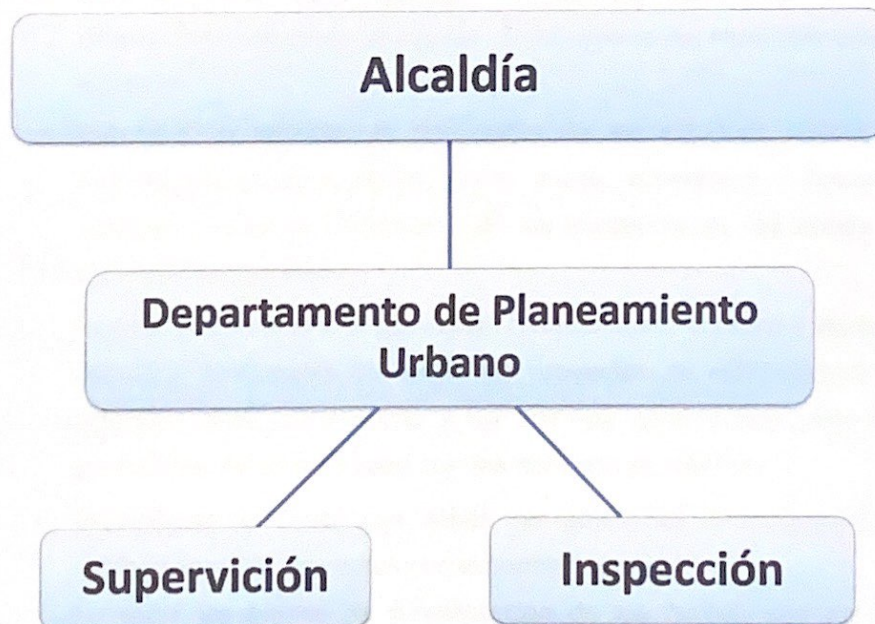 Alcaldía
Departamento de Planeamiento
Urbano
Supervición
Inspección